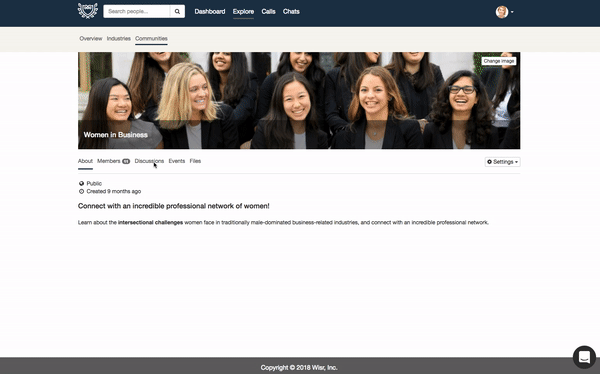 Search people...
Dashboard
Explore
Calls
Chats
Overview
Industries
Communities
Change image
Women in Business
About
Members
Discussions
Events
Files
Settings
Public
Created 9 months ago
Connect with an incredible professional network of women!
Learn about the intersectional challenges women face in traditionally male-dominated business-related industries, and connect with an incredible professional network.
Copyright © 2018 Wisr, Inc.